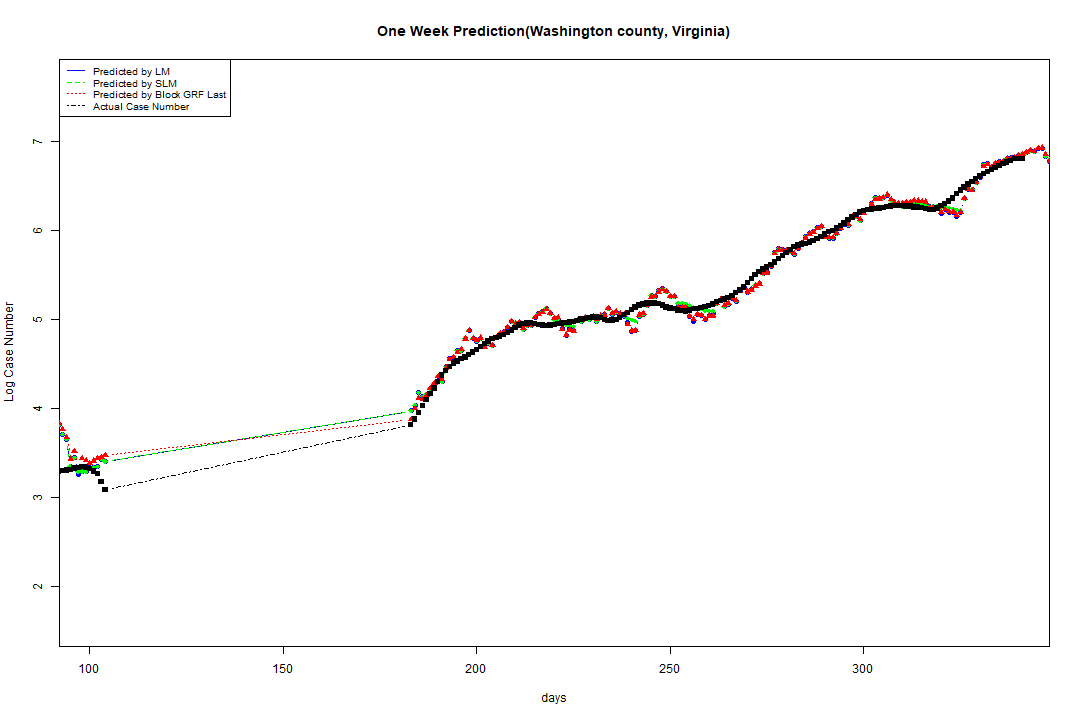 One Week Prediction(Washington county, Virginia)
Predicted by LM
Predicted by SLM
Predicted by Block GRF Last
Actual Case Number
7
6
5
4
3
2
Log Case Number
100 150 200 250 300
days